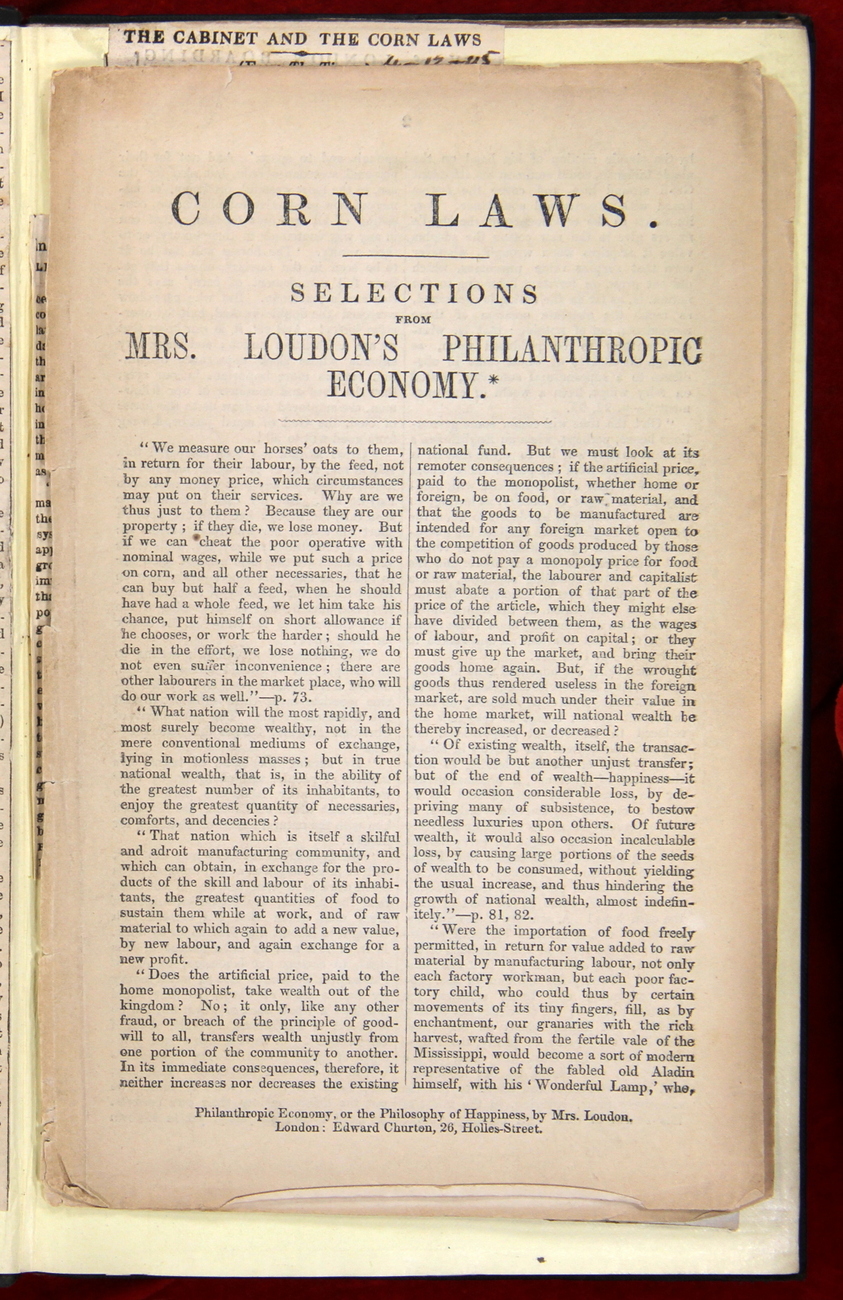 THE CABINET AND THE CORN LAWS
CORN LAWS.
SELECTIONS
FROM
MRS. LOUDON'S PHILANTHROPIC
ECONOMY.*
“ We measure our horses' oats to them,
in return for their labour, by the feed, not
by any money price, which circumstances
may put on their services. Why are we
thus just to them ? Because they are our
property ; if they die, we lose money. But
if we can cheat the poor operative with
nominal wages, while we put such a price
on corn, and all other necessaries, that he
can buy but half a feed, when he should
have had a whole feed, we let him take his
chance, put himself on short allowance if
he chooses, or work the harder ; should he
die in the effort, we lose nothing, we do
not even suffer inconvenience ; there are
other labourers in the market place, who will
do our work as well.”—p. 73.
“ What nation will the most rapidly, and
most surely become wealthy, not in the
mere conventional mediums of exchange,
lying in motionless masses ; but in true
national wealth, that is, in the ability of
the greatest number of its inhabitants, to
enjoy the greatest quantity of necessaries,
comforts, and decencies ?
“ That nation which is itself a skilful
and adroit manufacturing community, and
which can obtain, in exchange for the pro-
ducts of the skill and labour of its inhabi-
tants, the greatest quantities of food to
sustain them while at work, and of raw
material to which again to add a new value,
by new labour, and again exchange for a
new profit.
“ Does the artificial price, paid to the
home monopolist, take wealth out of the
kingdom ? No ; it only, like any other
fraud, or breach of the principle of good-
will to all, transfers wealth unjustly from
one portion of the community to another.
In its immediate consequences, therefore, it
neither increases nor decreases the existing
national fund. But we must look at its
remoter consequences ; if the artificial price,
paid to the monopolist, whether home or
foreign, be on food, or raw material, and
that the goods to be manufactured are
intended for any foreign market open to
the competition of goods produced by those
who do not pay a monopoly price for food
or raw material, the labourer and capitalist
must abate a portion of that part of the
price of the article, which they might else
have divided between them, as the wages
of labour, and profit on capital ; or they
must give up the market, and bring their
goods home again. But, if the wrought
goods thus rendered useless in the foreign
market, are sold much under their value in
the home market, will national wealth be
thereby increased, or decreased ?
“ Of existing wealth, itself, the transac-
tion would be but another unjust transfer ;
but of the end of wealth—happiness—it
would occasion considerable loss, by de-
priving many of subsistence, to bestow
needless luxuries upon others. Of future
wealth, it would also occasion incalculable
loss, by causing large portions of the seeds
of wealth to be consumed, without yielding
the usual increase, and thus hindering the
growth of national wealth, almost indefin-
itely.”—p. 81, 82.
“ Were the importation of food freely
permitted, in return for value added to raw
material by manufacturing labour, not only
each factory workman, but each poor fac-
tory child, who could thus by certain
movements of its tiny fingers, fill, as by
enchantment, our granaries with the rich
harvest, wafted from the fertile vale of the
Mississippi, would become a sort of modern
representative of the fabled old Aladin
himself, with his ‘ Wonderful Lamp,’ who,
Philanthropic Economy, or the Philosophy of Happiness, by Mrs. Loudon.
London : Edward Churton, 26, Holles-Street.